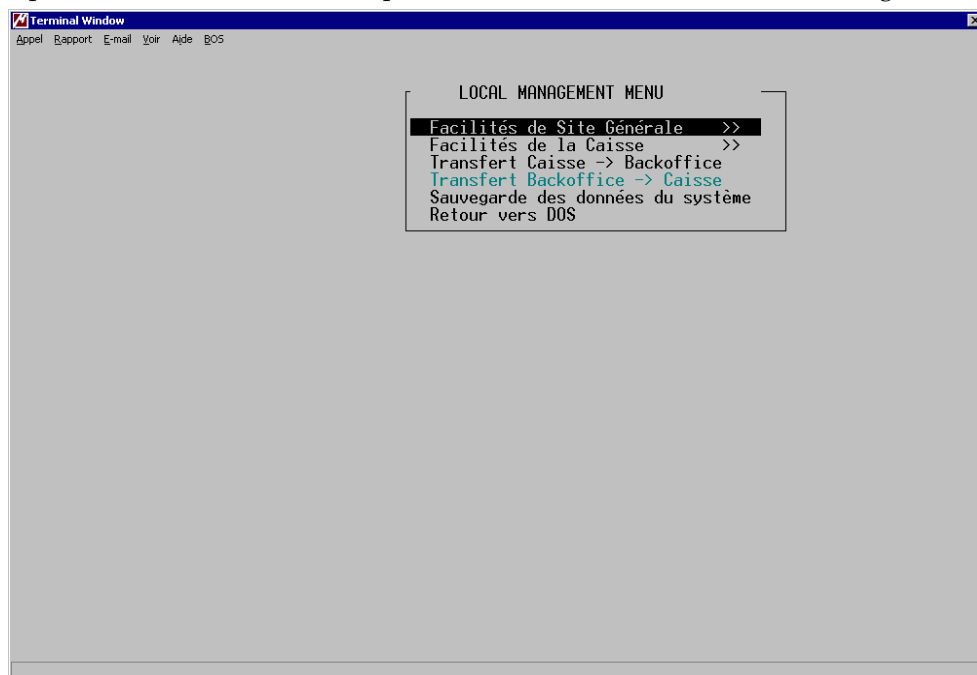 Terminal Window
Appel Rapport E-mail Voir Aide BOS
LOCAL MANAGEMENT MENU
Facilités de Site Générale >>
Facilités de la Caisse >>
Transfert Caisse -> Backoffice
Transfert Backoffice -> Caisse
Sauvegarde des données du système
Retour vers DOS